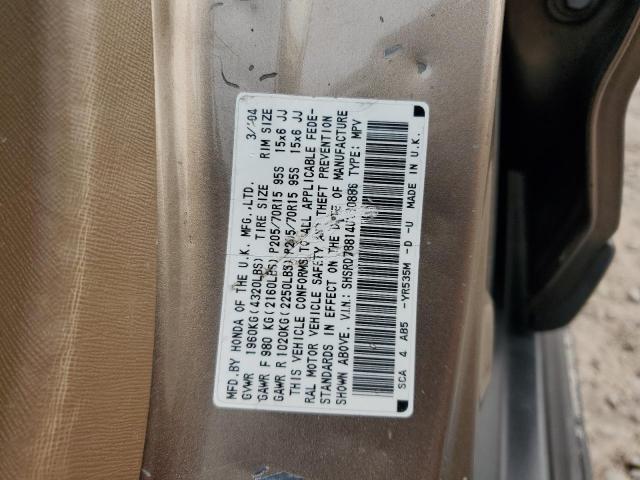 MFD.BY HONDA OF THE U.K. MFG.,LTD. 3/04
GVWR 1960KG(4320LBS) TIRE SIZE RIM SIZE
GAWR F 980 KG(2160LBS) P205/70R15 95S 15x6 JJ
GAWR R 1020KG(2250LBS) P205/70R15 95S 15x6 JJ
THIS VEHICLE CONFORMS TO ALL APPLICABLE FEDE-
RAL MOTOR VEHICLE SAFETY AND THEFT PREVENTION
STANDARDS IN EFFECT ON THE DATE OF MANUFACTURE
SHOWN ABOVE. V.I.N.: TYPE: MPV
SCA 4 AB5 -YR535M -D -U MADE IN U.K.